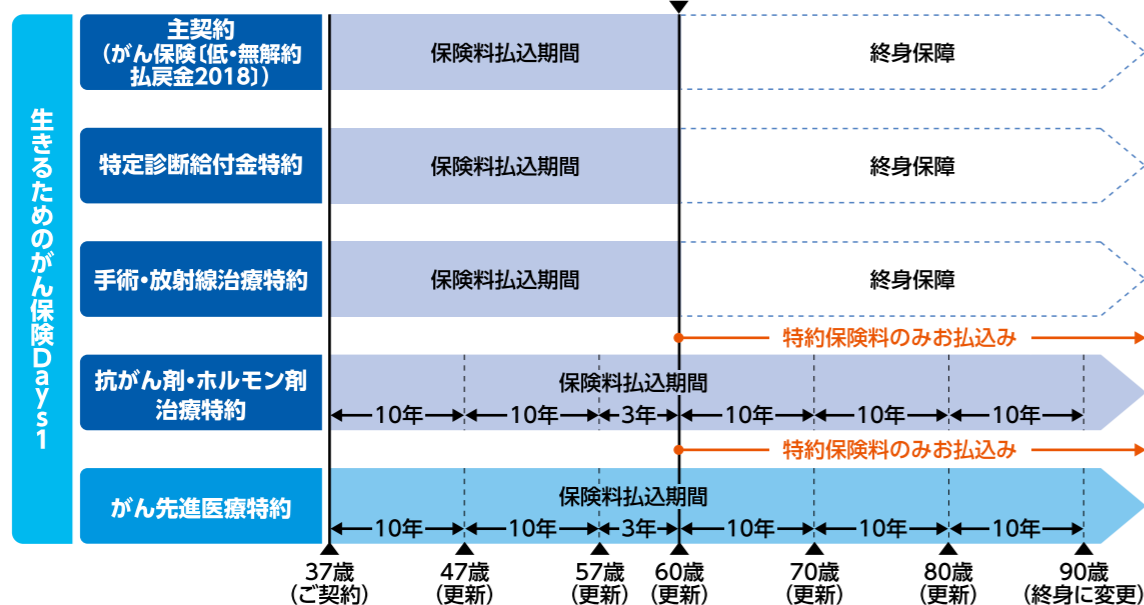 生きるためのがん保険Days1
主契約
(がん保険〔低・無解約
払戻金2018〕)
保険料払込期間
終身保障
特定診断給付金特約
保険料払込期間
終身保障
手術・放射線治療特約
保険料払込期間
終身保障
特約保険料のみお払込み
抗がん剤・ホルモン剤
治療特約
保険料払込期間
10年
10年
3年
10年
10年
10年
特約保険料のみお払込み
がん先進医療特約
保険料払込期間
10年
10年
3年
10年
10年
10年
37歳
(ご契約)
47歳
(更新)
57歳
(更新)
60歳
(更新)
70歳
(更新)
80歳
(更新)
90歳
(終身に変更)